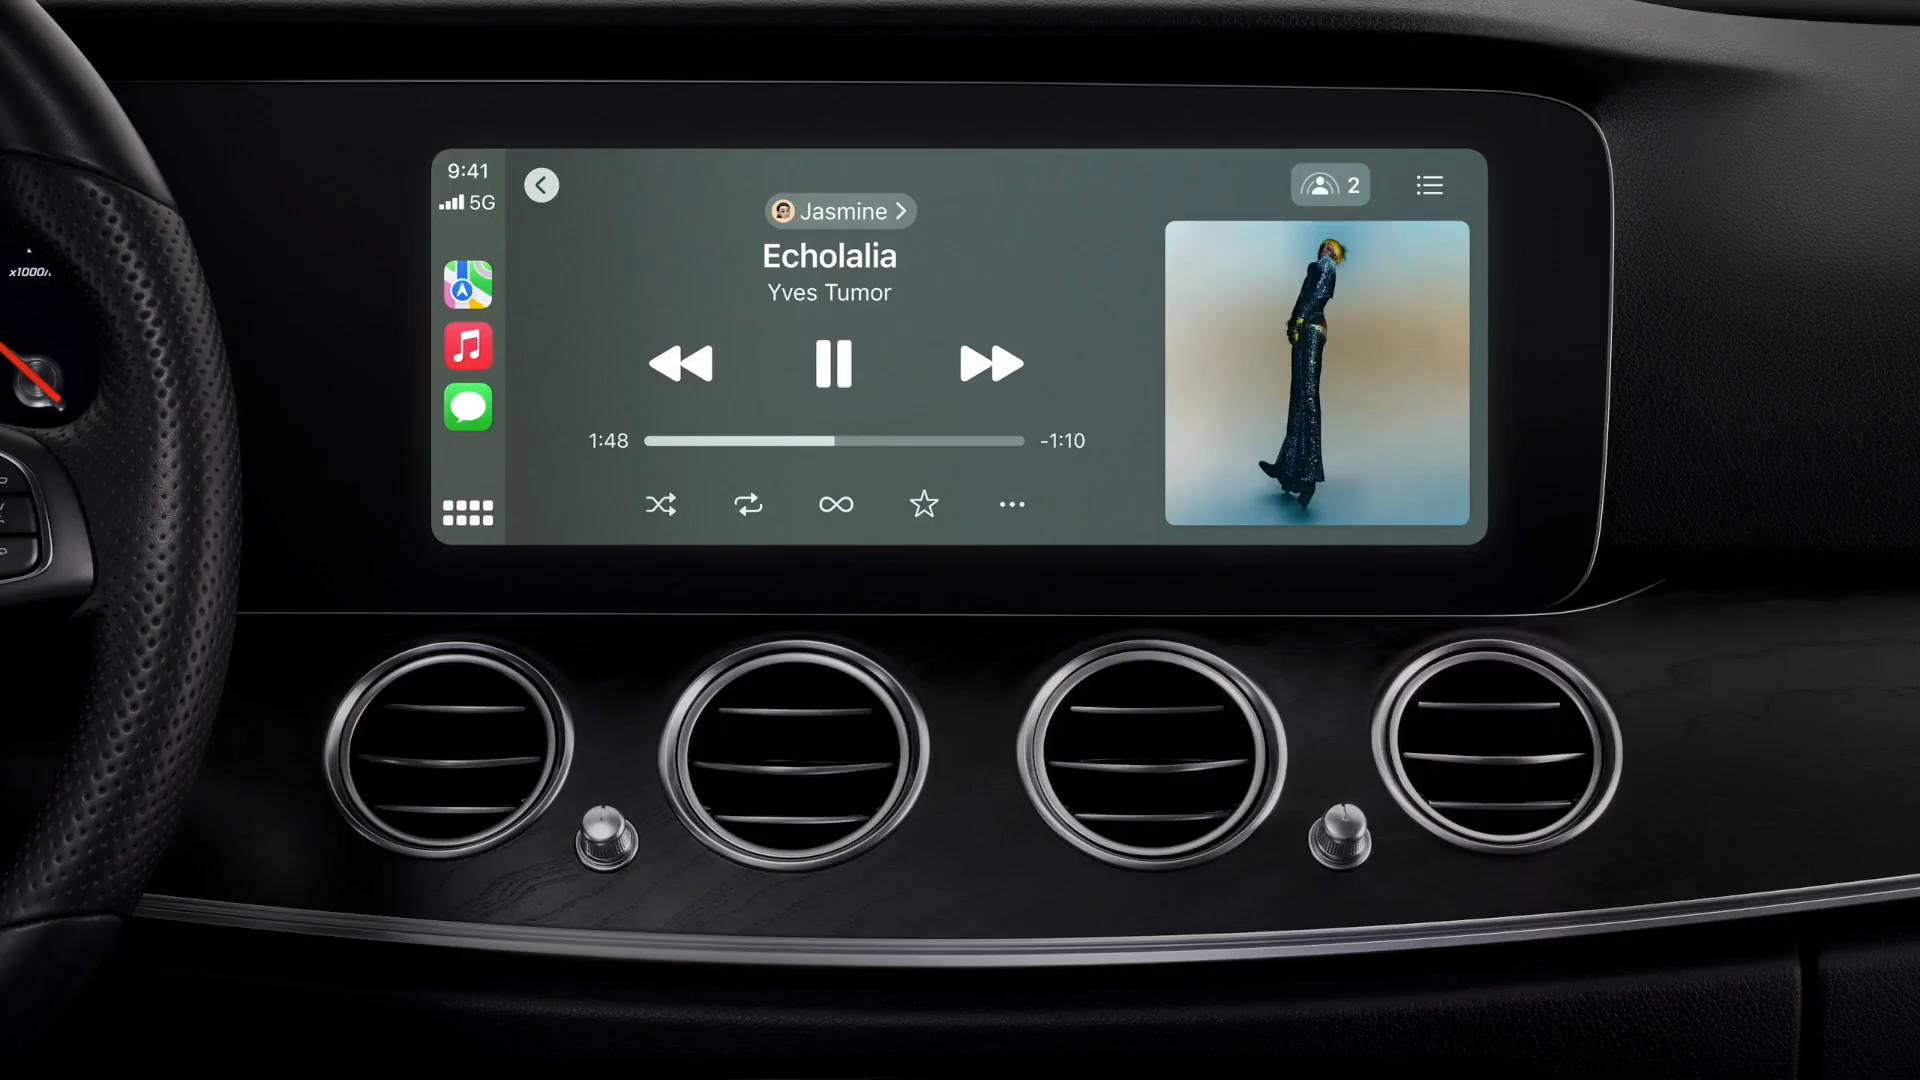 9:41
5G
2
Jasmine
Echolalia
Yves Tumor
1:48
-1:10
x1000/